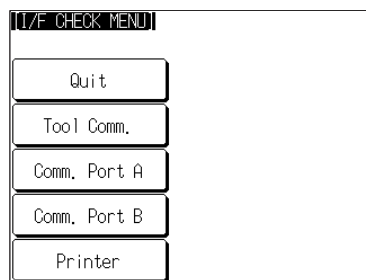 [I/F CHECK MENU]
Quit
Tool Comm.
Comm. Port A
Comm. Port B
Printer